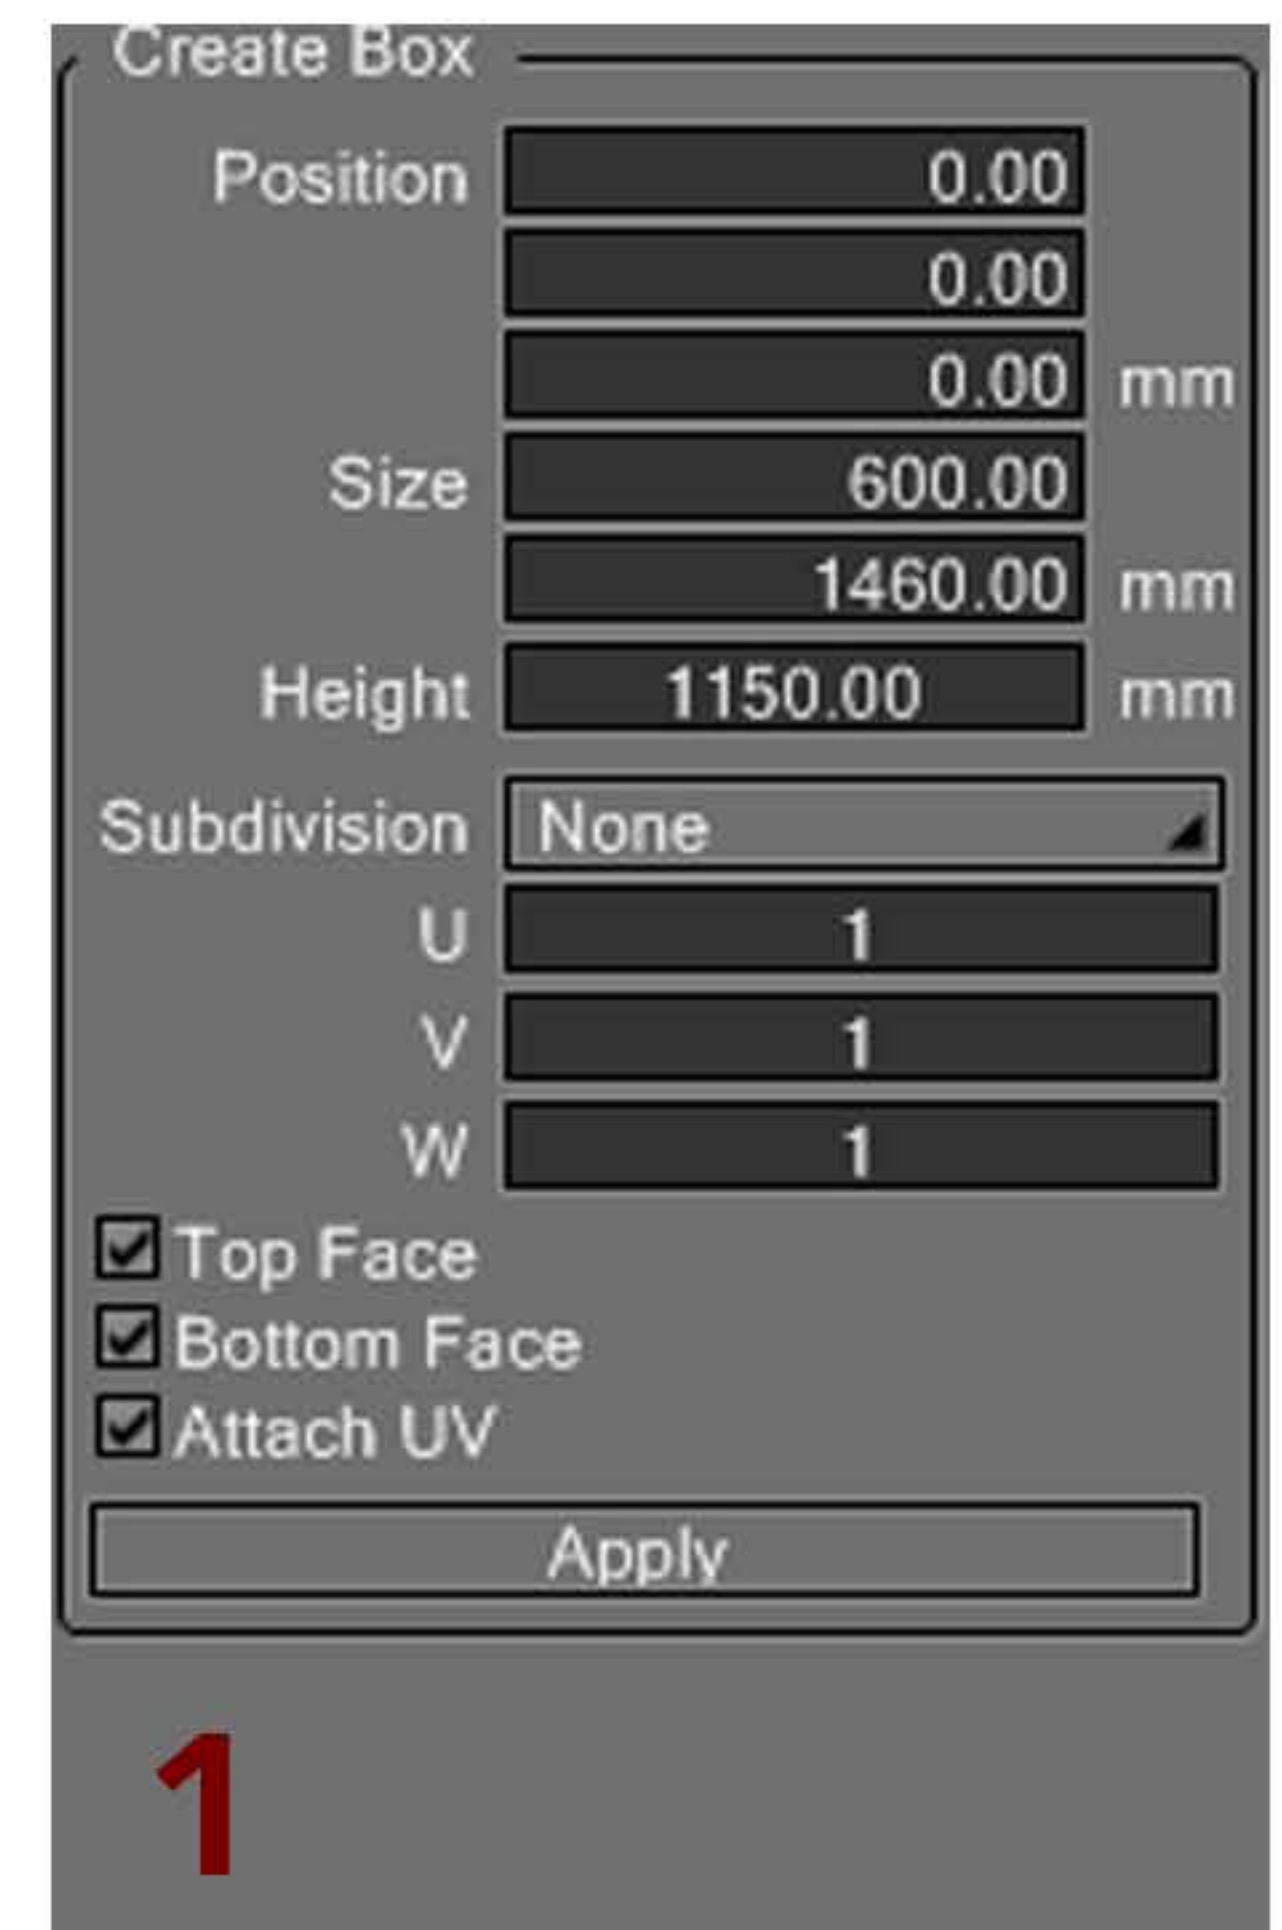 Create Box
Position 0.00
0.00
0.00 mm
Size 600.00
1460.00 mm
Height 1150.00 mm
Subdivision None
U 1
V 1
W 1
Top Face
Bottom Face
Attach UV
Apply
1